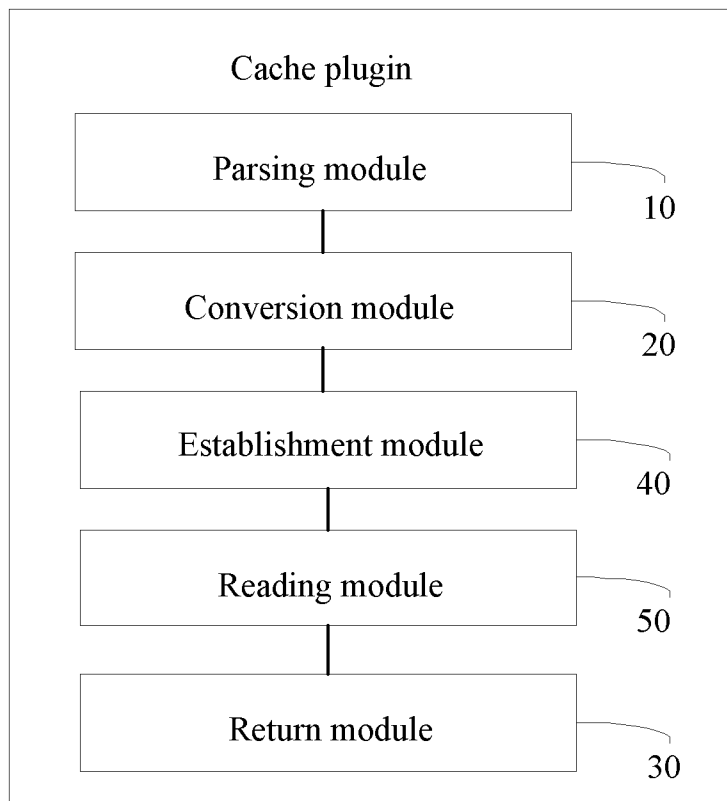 Cache plugin
Parsing module
10
Conversion module
20
Establishment module
40
Reading module
50
Return module
30